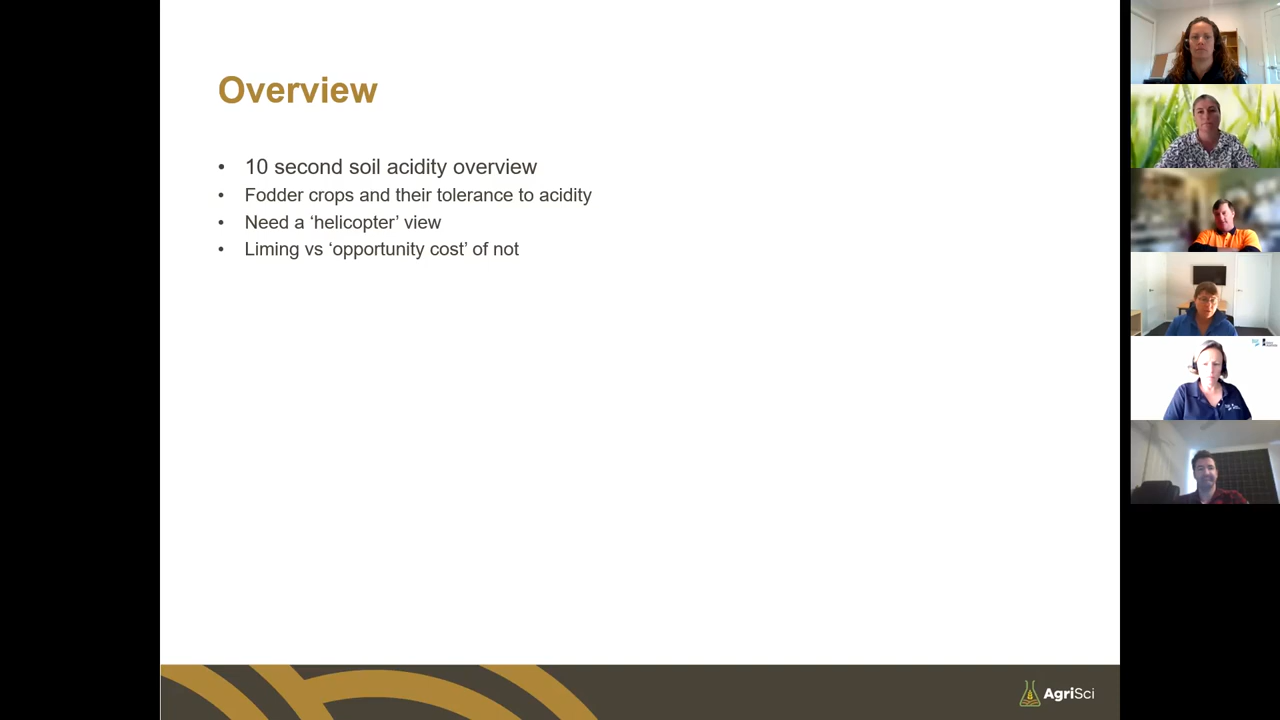 Overview
• 10 second soil acidity overview
• Fodder crops and their tolerance to acidity
• Need a ‘helicopter’ view
• Liming vs ‘opportunity cost’ of not
AgriSci